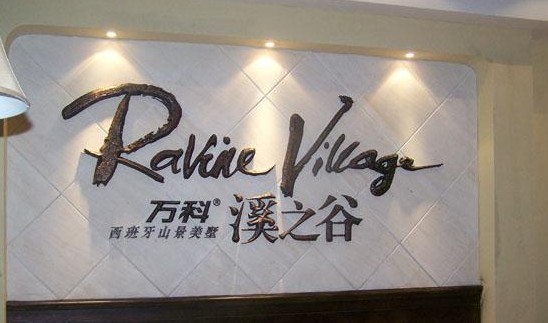 Ravine Village
万科® 溪之谷
西班牙山景美墅